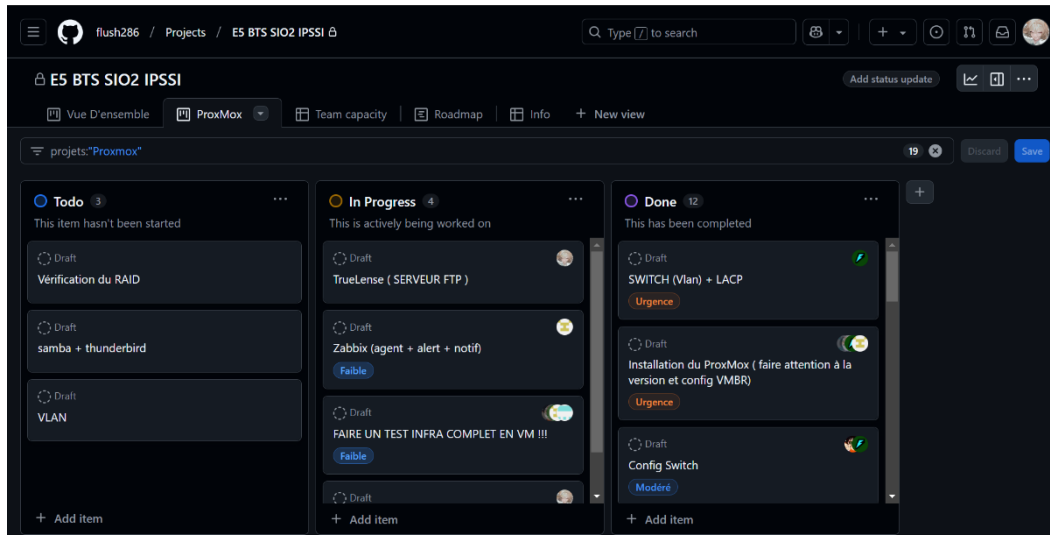 flush286 / Projects / E5 BTS SIO2 IPSSI
Type / to search
E5 BTS SIO2 IPSSI
Add status update
Vue D'ensemble
ProxMox
Team capacity
Roadmap
Info
+ New view
projets:"Proxmox"
19
Discard
Save
Todo 3
This item hasn't been started
Draft
Vérification du RAID
Draft
samba + thunderbird
Draft
VLAN
+ Add item
In Progress 4
This is actively being worked on
Draft
TrueLense ( SERVEUR FTP )
Draft
Zabbix (agent + alert + notif)
Faible
Draft
FAIRE UN TEST INFRA COMPLET EN VM !!!
Faible
Draft
+ Add item
Done 12
This has been completed
Draft
SWITCH (Vlan) + LACP
Urgence
Draft
Installation du ProxMox ( faire attention à la
version et config VMBR)
Urgence
Draft
Config Switch
Modéré
+ Add item